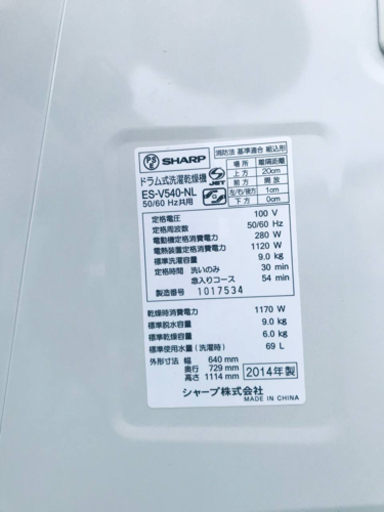 PS E SHARP
ドラム式洗濯乾燥機
ES-V540-NL
50/60 Hz共用
JET
消防法 基準適合 組込形
場所 離隔距離
上方 20cm
前方 開放
左/右/後方 1cm
下方 0cm
定格電圧 100 V
定格周波数 50/60 Hz
電動機定格消費電力 280 W
電熱装置定格消費電力 1120 W
標準洗濯容量 9.0 kg
定格時間 洗いのみ 30 min
念入りコース 54 min
製造番号 1017534
乾燥時消費電力 1170 W
標準脱水容量 9.0 kg
標準乾燥容量 6.0 kg
標準使用水量(洗濯時) 69 L
外形寸法 幅 640 mm
奥行 729 mm
高さ 1114 mm
2014年製
シャープ株式会社
MADE IN CHINA